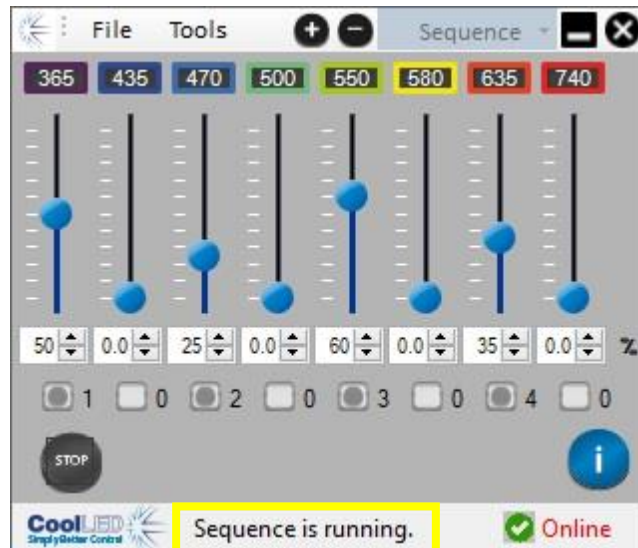 File Tools Sequence
365 435 470 500 550 580 635 740
50 0.0 25 0.0 60 0.0 35 0.0 %
1 0 2 0 3 0 4 0
STOP i
CoolLED Sequence is running. Online
Simply Better Control